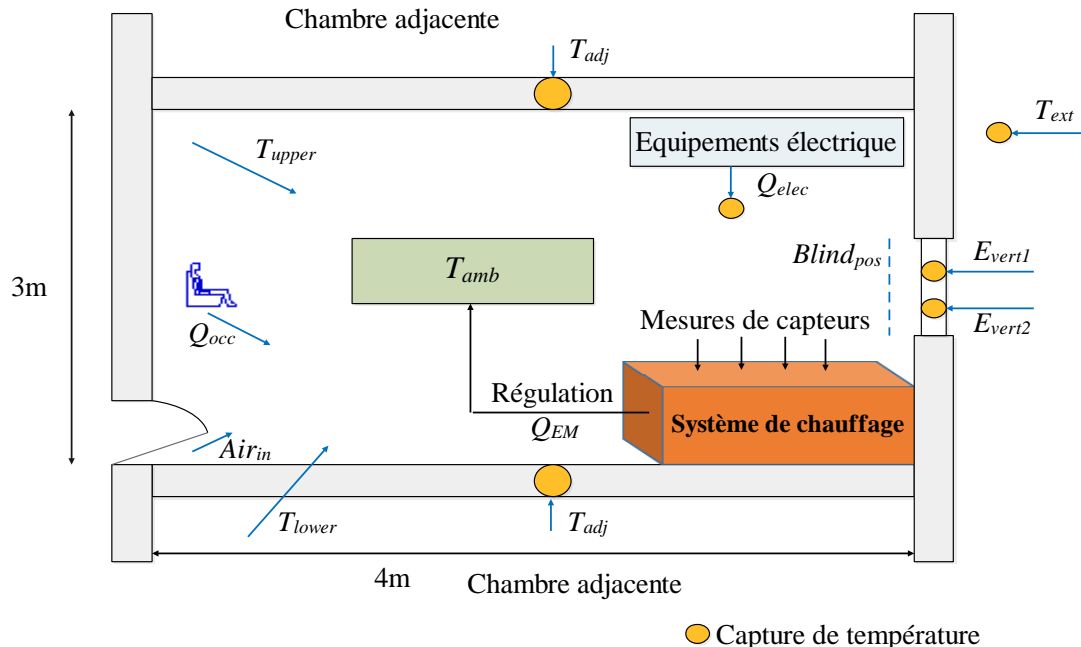 Chambre adjacente
T_adj
T_ext
T_upper
Equipements électrique
Q_elec
T_amb
Blind_pos
E_vert1
3m
E_vert2
Mesures de capteurs
Q_occ
Régulation
Système de chauffage
Q_EM
Air_in
T_lower
T_adj
4m
Chambre adjacente
Capture de température